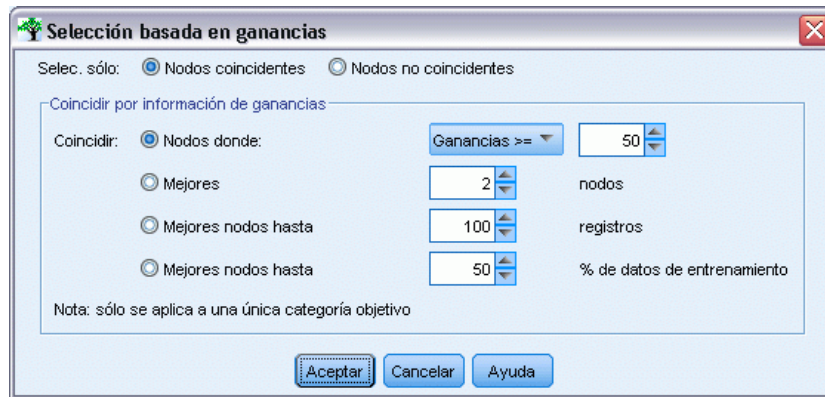 Selección basada en ganancias
Selec. sólo: Nodos coincidentes Nodos no coincidentes
Coincidir por información de ganancias
Coincidir: Nodos donde: Ganancias >= 50
Mejores 2 nodos
Mejores nodos hasta 100 registros
Mejores nodos hasta 50 % de datos de entrenamiento
Nota: sólo se aplica a una única categoría objetivo
Aceptar Cancelar Ayuda